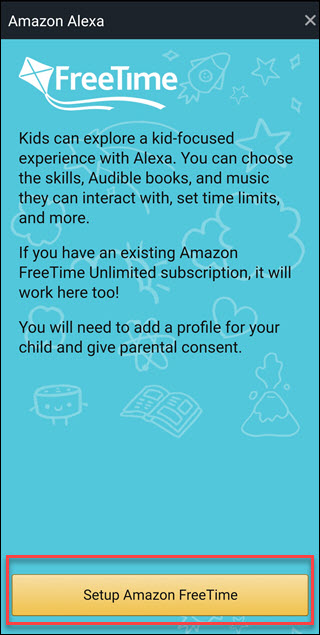 Amazon Alexa
FreeTime
Kids can explore a kid-focused
experience with Alexa. You can choose
the skills, Audible books, and music
they can interact with, set time limits,
and more.
If you have an existing Amazon
FreeTime Unlimited subscription, it will
work here too!
You will need to add a profile for your
child and give parental consent.
Setup Amazon FreeTime